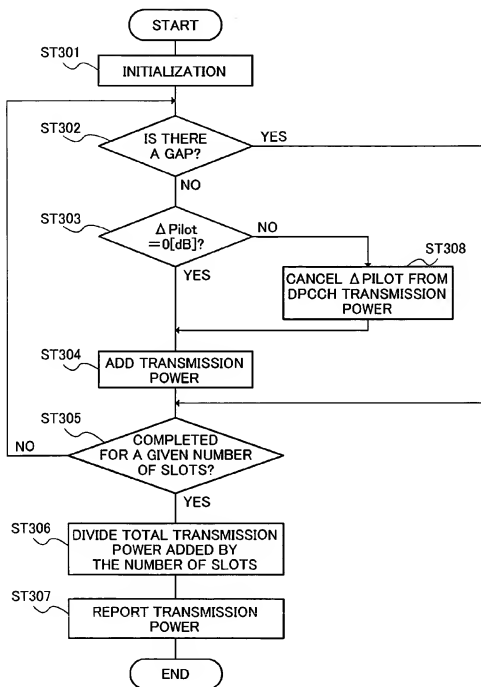 START
ST301
INITIALIZATION
ST302
IS THERE
A GAP?
YES
NO
ST303
Δ Pilot
=0[dB]?
NO
YES
ST308
CANCEL Δ PILOT FROM
DPCCH TRANSMISSION
POWER
ST304
ADD TRANSMISSION
POWER
ST305
COMPLETED
FOR A GIVEN NUMBER
OF SLOTS?
NO
YES
ST306
DIVIDE TOTAL TRANSMISSION
POWER ADDED BY
THE NUMBER OF SLOTS
ST307
REPORT TRANSMISSION
POWER
END